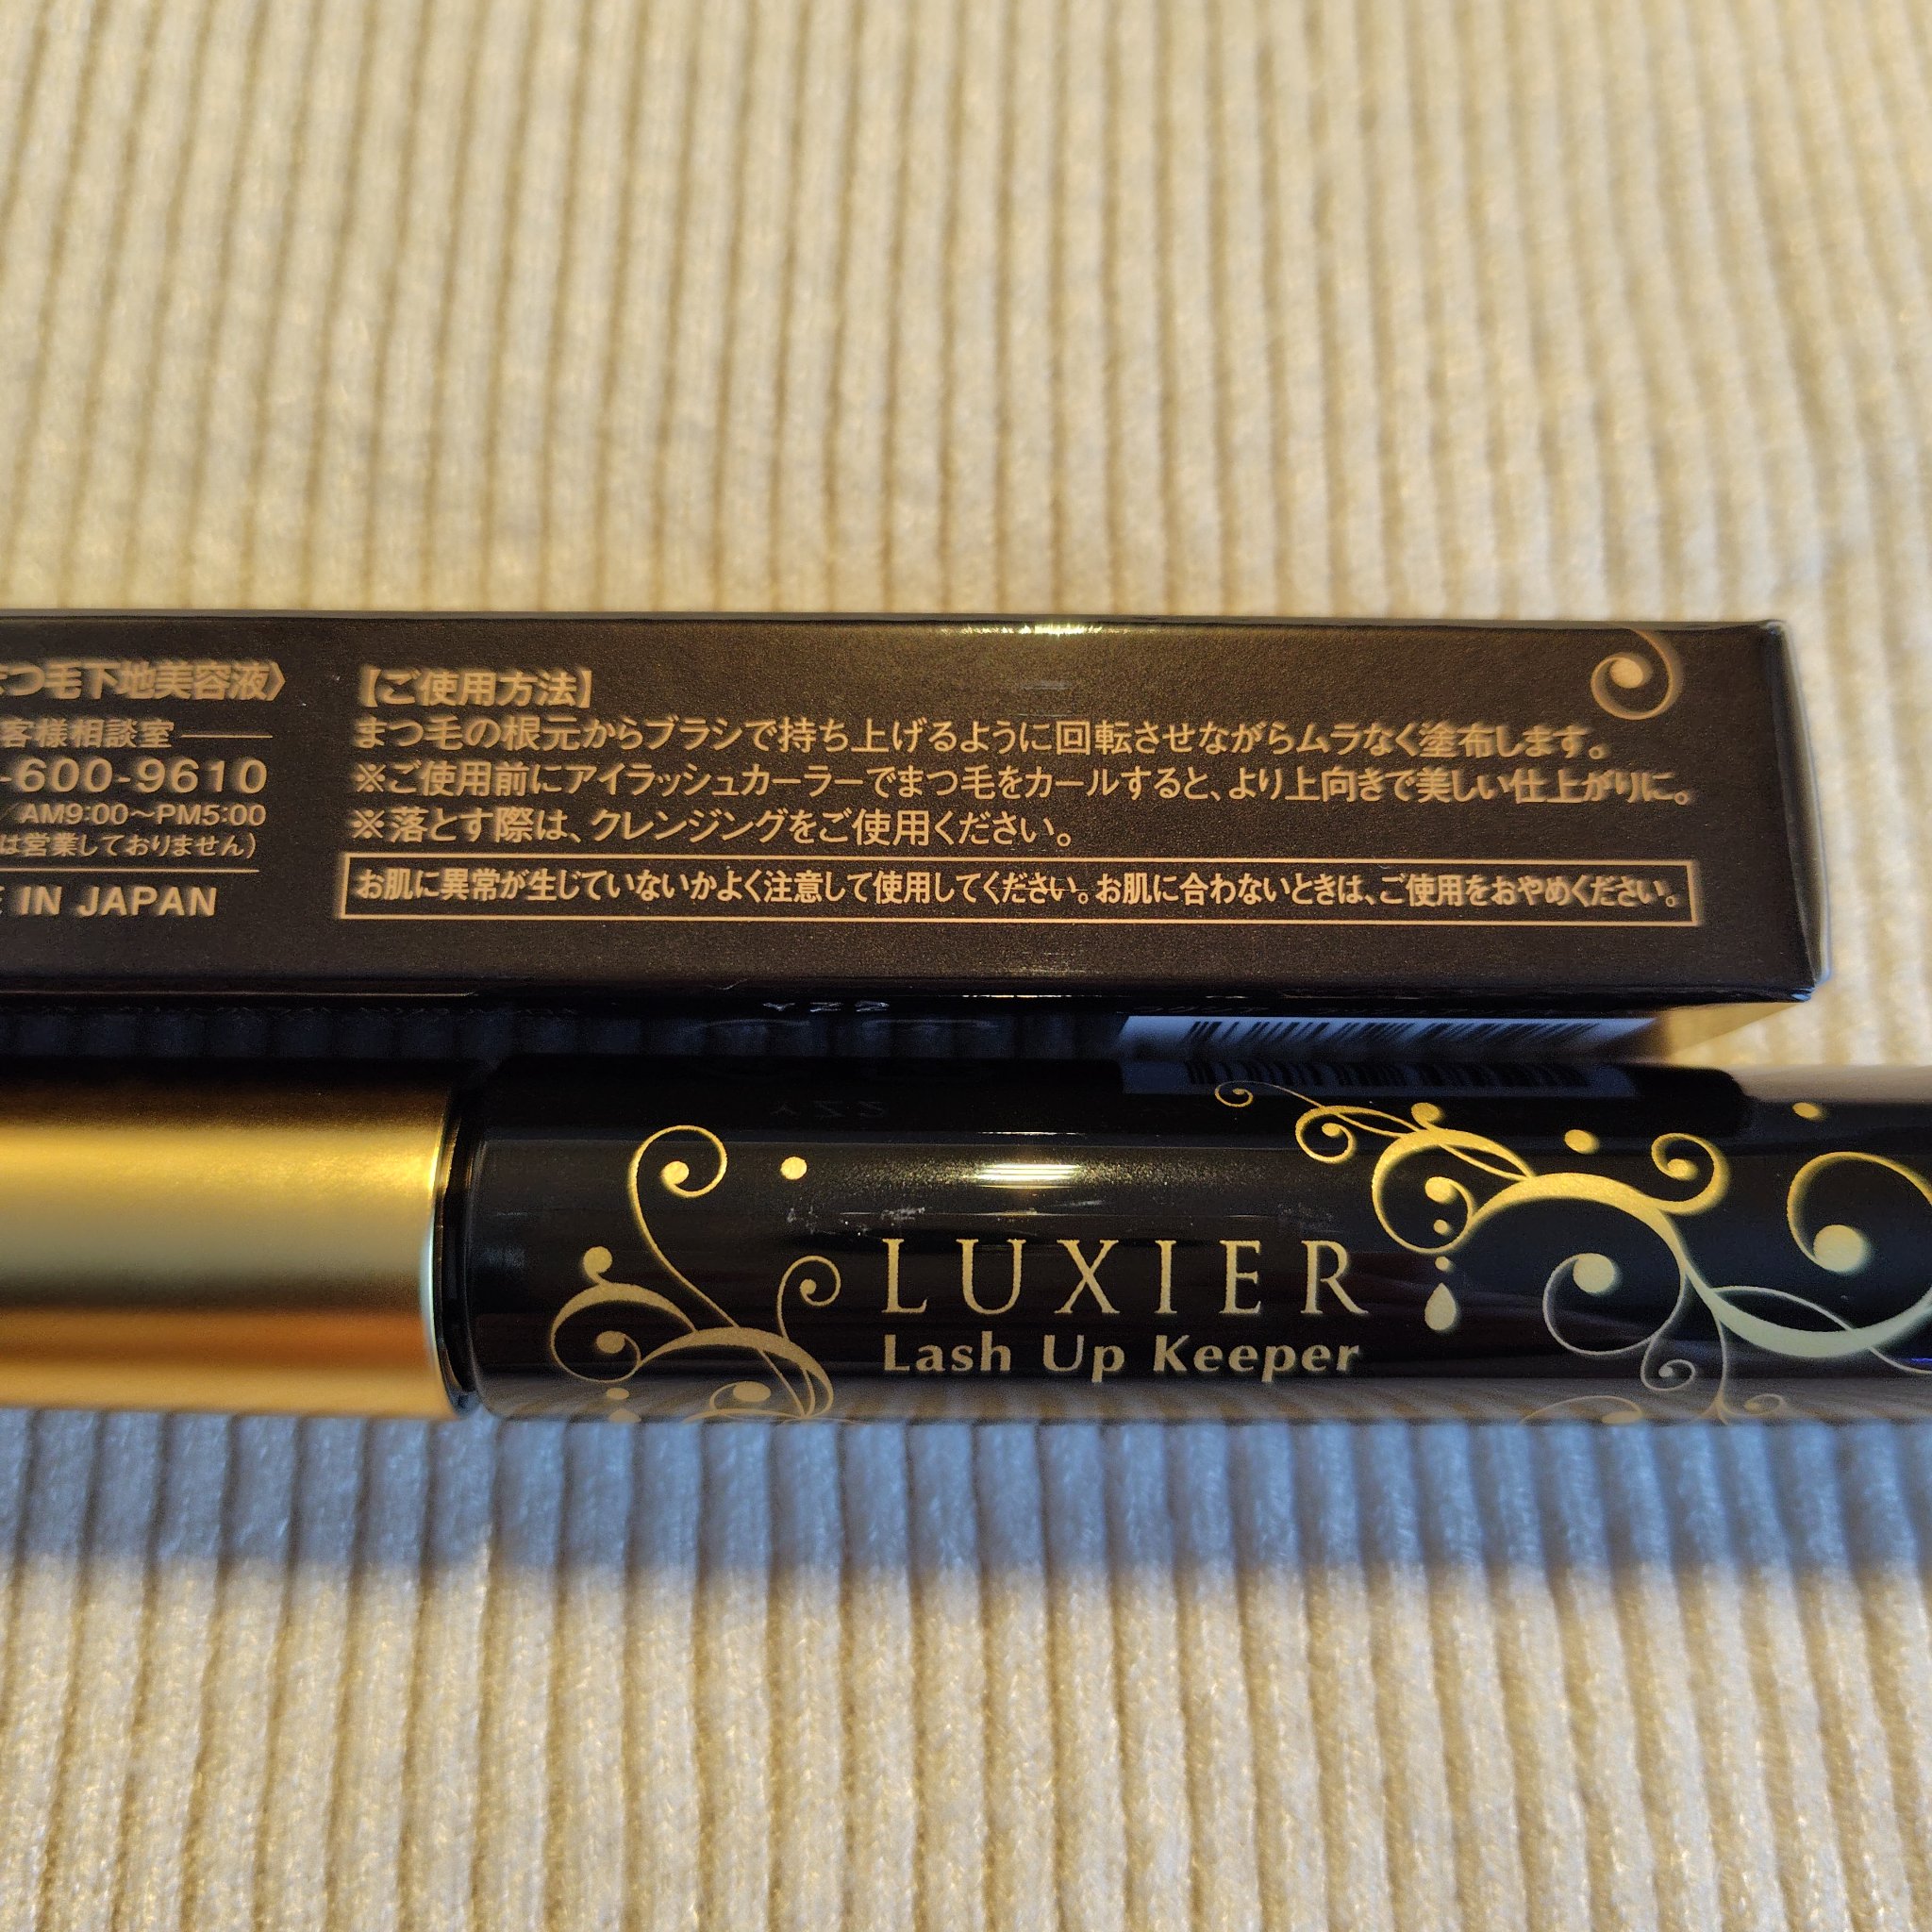 まつ毛下地美容液〉
客様相談室
-600-9610
AM9:00〜PM5:00
は営業しておりません)
IN JAPAN
【ご使用方法】
まつ毛の根元からブラシで持ち上げるように回転させながらムラなく塗布します。
※ご使用前にアイラッシュカーラーでまつ毛をカールすると、より上向きで美しい仕上がりに。
※落とす際は、クレンジングをご使用ください。
お肌に異常が生じていないかよく注意して使用してください。お肌に合わないときは、ご使用をおやめください。
LUXIER
Lash Up Keeper